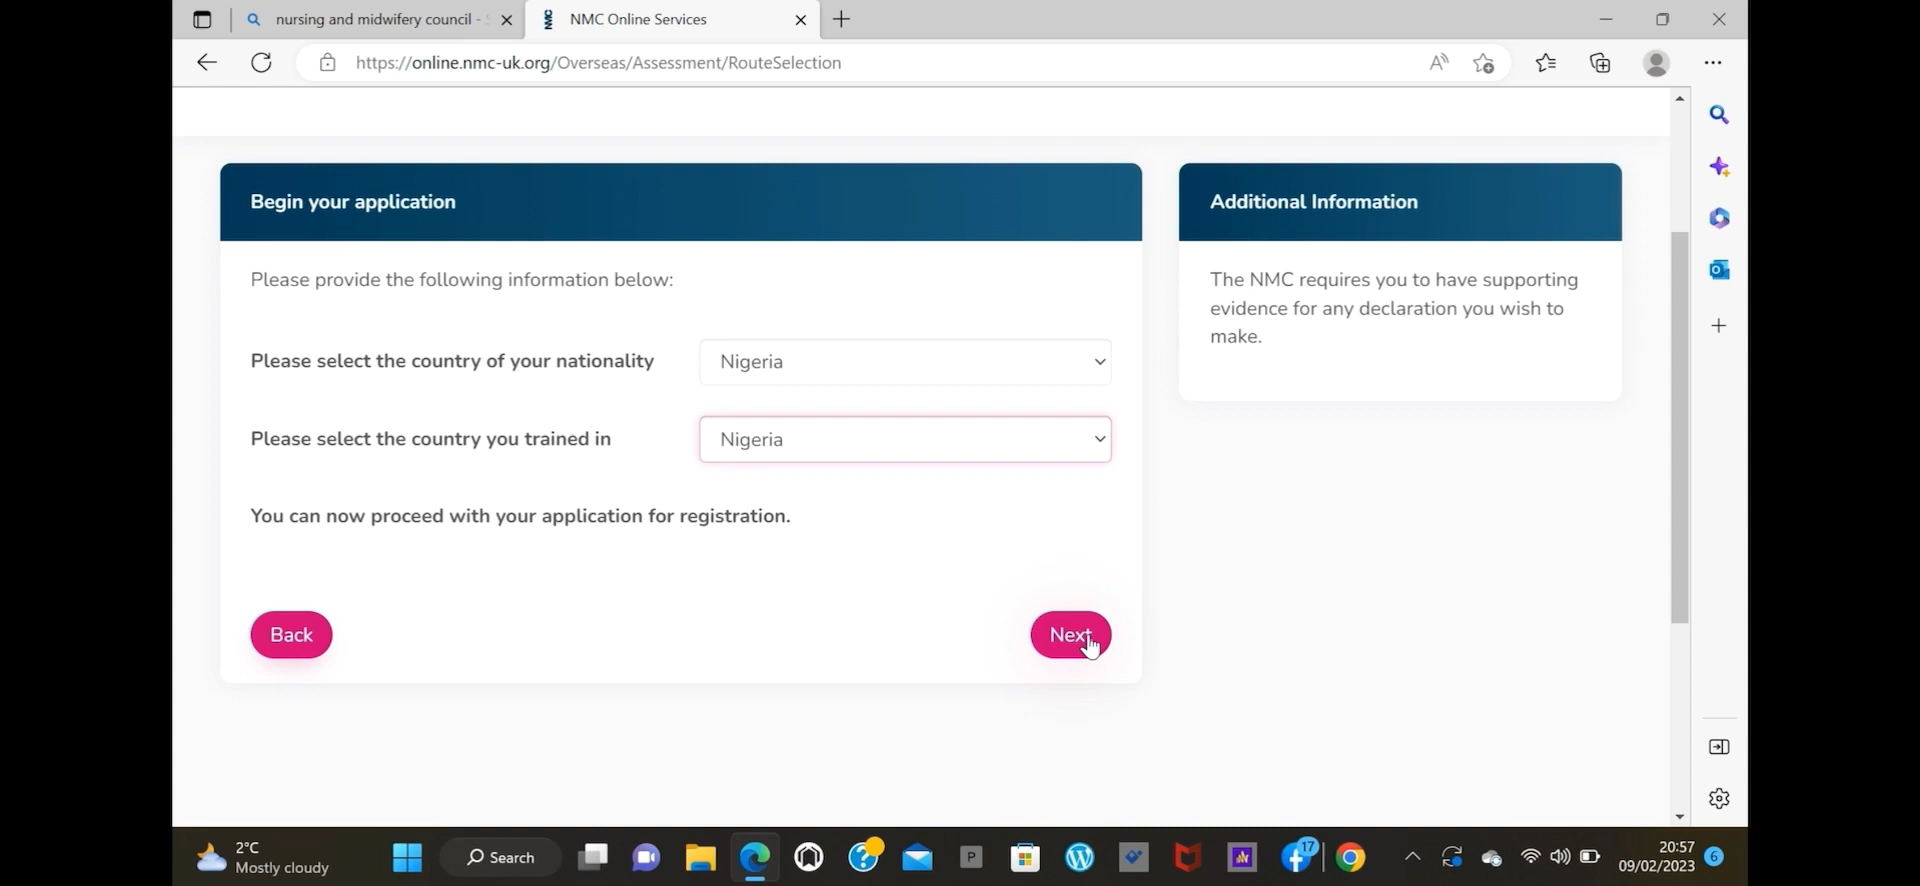 nursing and midwifery council -
NMC Online Services
https://online.nmc-uk.org/Overseas/Assessment/RouteSelection
Begin your application
Please provide the following information below:
Please select the country of your nationality
Nigeria
Please select the country you trained in
Nigeria
You can now proceed with your application for registration.
Back
Next
Additional Information
The NMC requires you to have supporting
evidence for any declaration you wish to
make.
2°C
Mostly cloudy
Search
P
17
20:57
09/02/2023
6